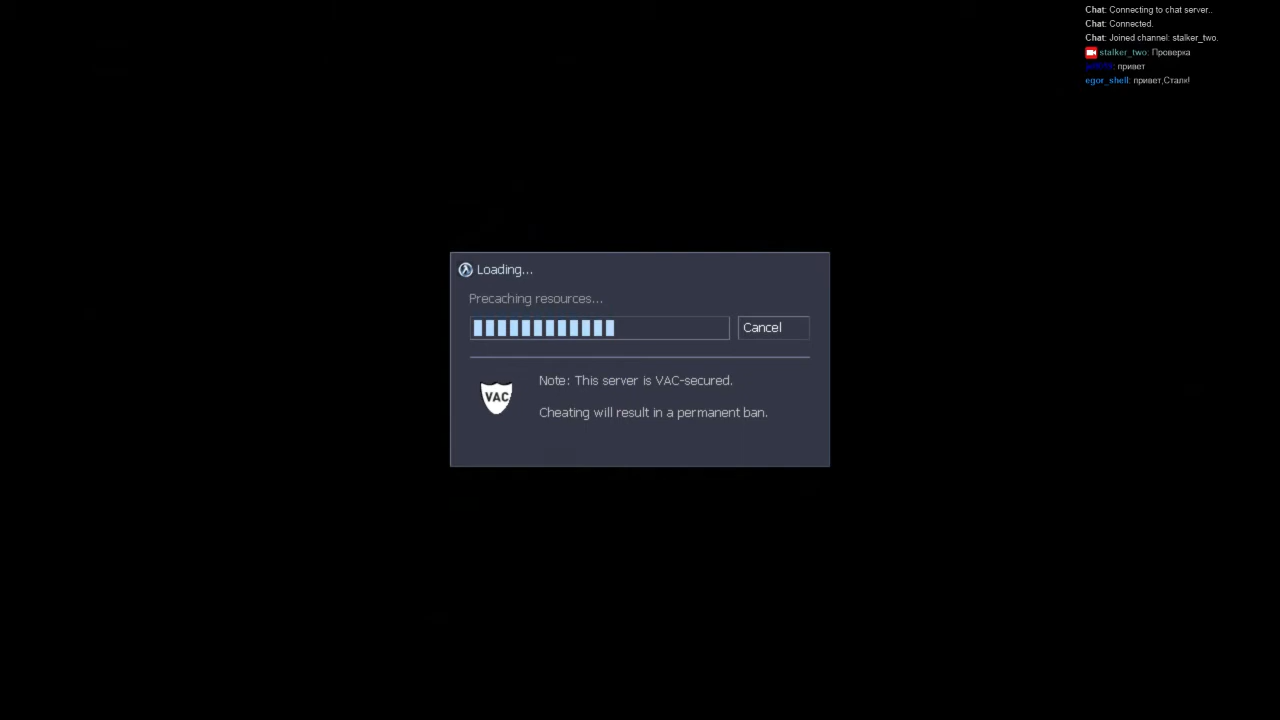 Chat: Connecting to chat server..
Chat: Connected.
Chat: Joined channel: stalker_two.
stalker_two: Проверка
: привет
egor_shell: привет,Сталк!
Loading...
Precaching resources...
Cancel
VAC
Note: This server is VAC-secured.
Cheating will result in a permanent ban.